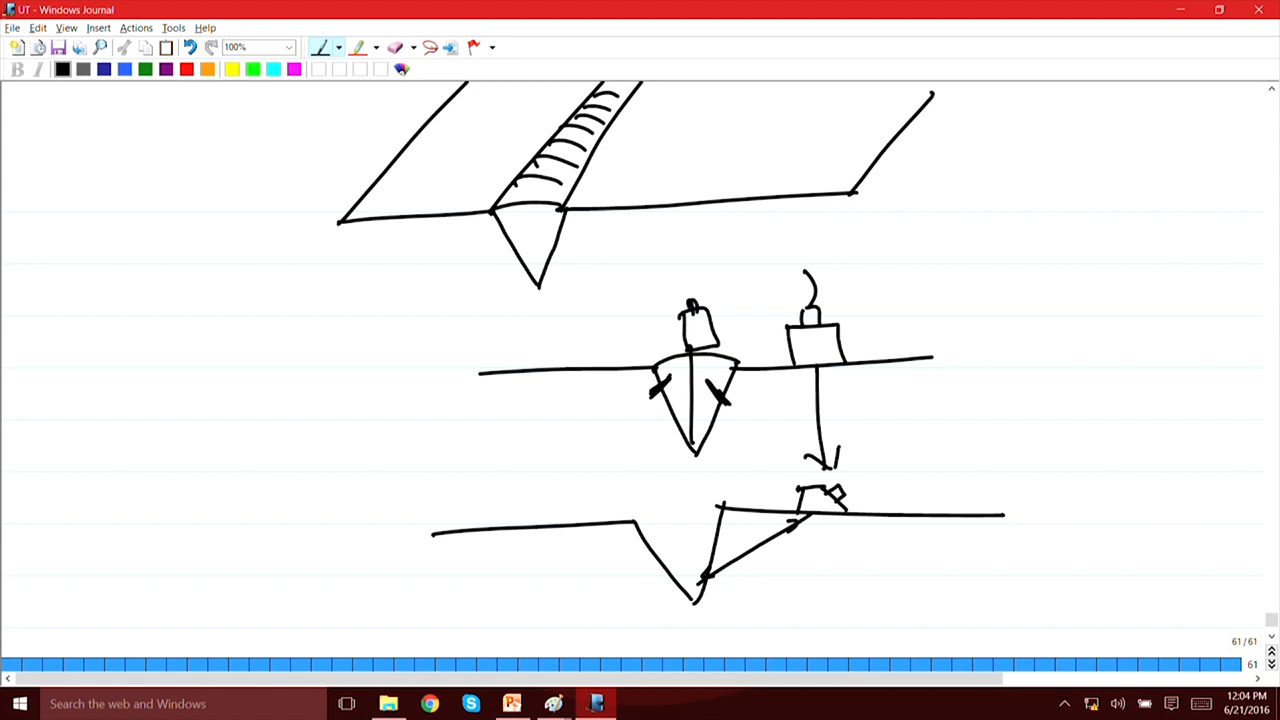 UT - Windows Journal
File Edit View Insert Actions Tools Help
100%
B I
61 / 61
61
Search the web and Windows
12:04 PM
6/21/2016